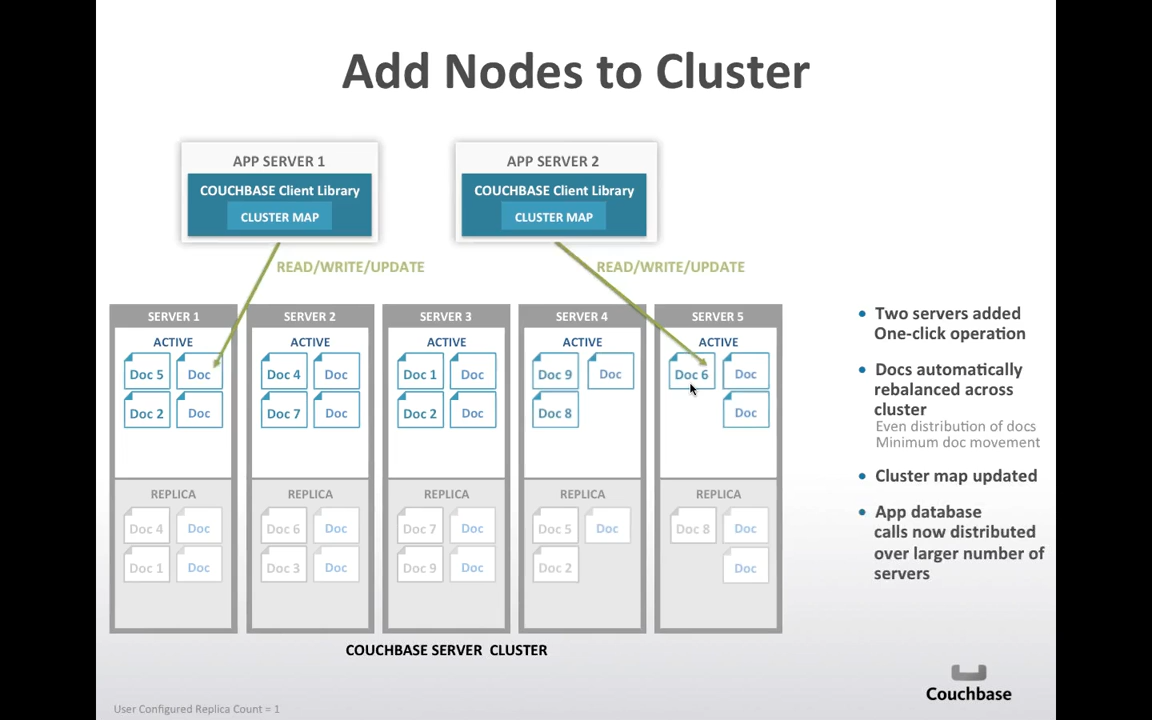 Add Nodes to Cluster
APP SERVER 1
COUCHBASE Client Library
CLUSTER MAP
APP SERVER 2
COUCHBASE Client Library
CLUSTER MAP
READ/WRITE/UPDATE
READ/WRITE/UPDATE
SERVER 1
ACTIVE
Doc 5 Doc
Doc 2 Doc
REPLICA
Doc 4 Doc
Doc 1 Doc
SERVER 2
ACTIVE
Doc 4 Doc
Doc 7 Doc
REPLICA
Doc 6 Doc
Doc 3 Doc
SERVER 3
ACTIVE
Doc 1 Doc
Doc 2 Doc
REPLICA
Doc 7 Doc
Doc 9 Doc
SERVER 4
ACTIVE
Doc 9 Doc
Doc 8
REPLICA
Doc 5 Doc
Doc 2
SERVER 5
ACTIVE
Doc 6 Doc
Doc
REPLICA
Doc 8 Doc
Doc
COUCHBASE SERVER CLUSTER
• Two servers added
One-click operation
• Docs automatically
rebalanced across
cluster
Even distribution of docs
Minimum doc movement
• Cluster map updated
• App database
calls now distributed
over larger number of
servers
Couchbase
User Configured Replica Count = 1